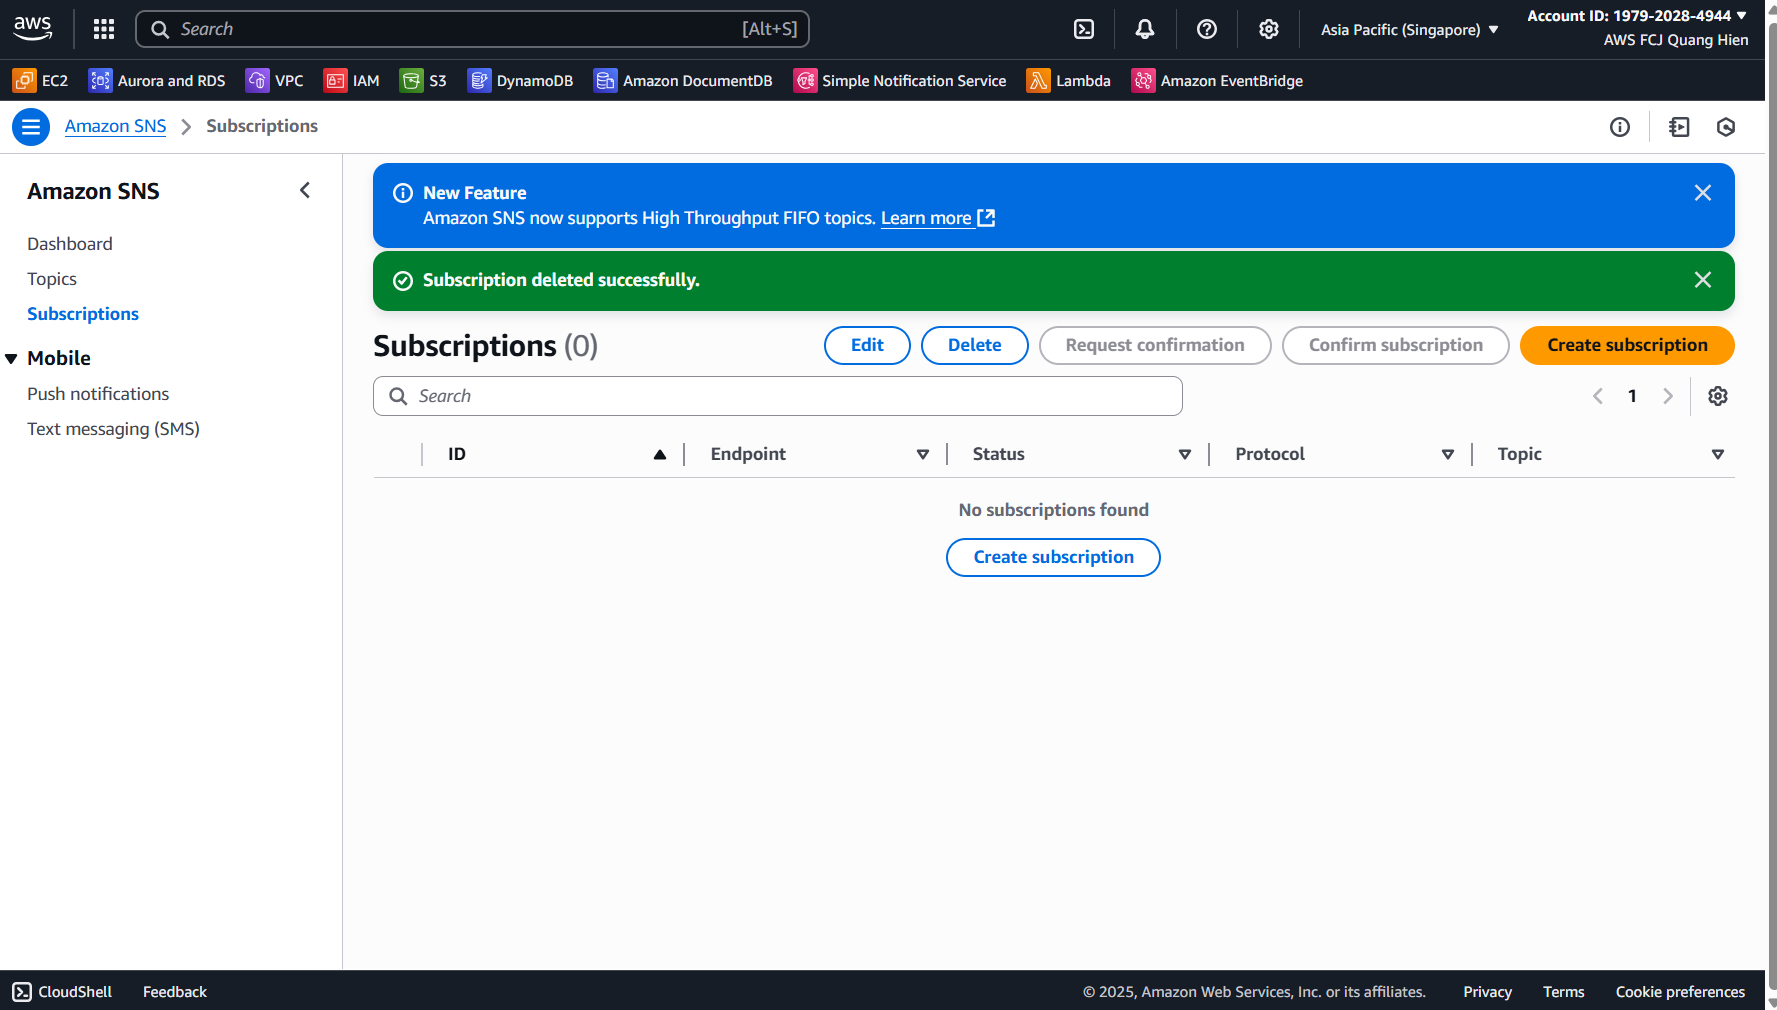 aws
Search [Alt+S]
Asia Pacific (Singapore)
Account ID: 1979-2028-4944
AWS FCJ Quang Hien
EC2 Aurora and RDS VPC IAM S3 DynamoDB Amazon DocumentDB Simple Notification Service Lambda Amazon EventBridge
Amazon SNS Subscriptions
Amazon SNS
Dashboard
Topics
Subscriptions
Mobile
Push notifications
Text messaging (SMS)
New Feature
Amazon SNS now supports High Throughput FIFO topics. Learn more
Subscription deleted successfully.
Subscriptions (0)
Edit Delete Request confirmation Confirm subscription Create subscription
Search
1
ID Endpoint Status Protocol Topic
No subscriptions found
Create subscription
CloudShell Feedback © 2025, Amazon Web Services, Inc. or its affiliates. Privacy Terms Cookie preferences